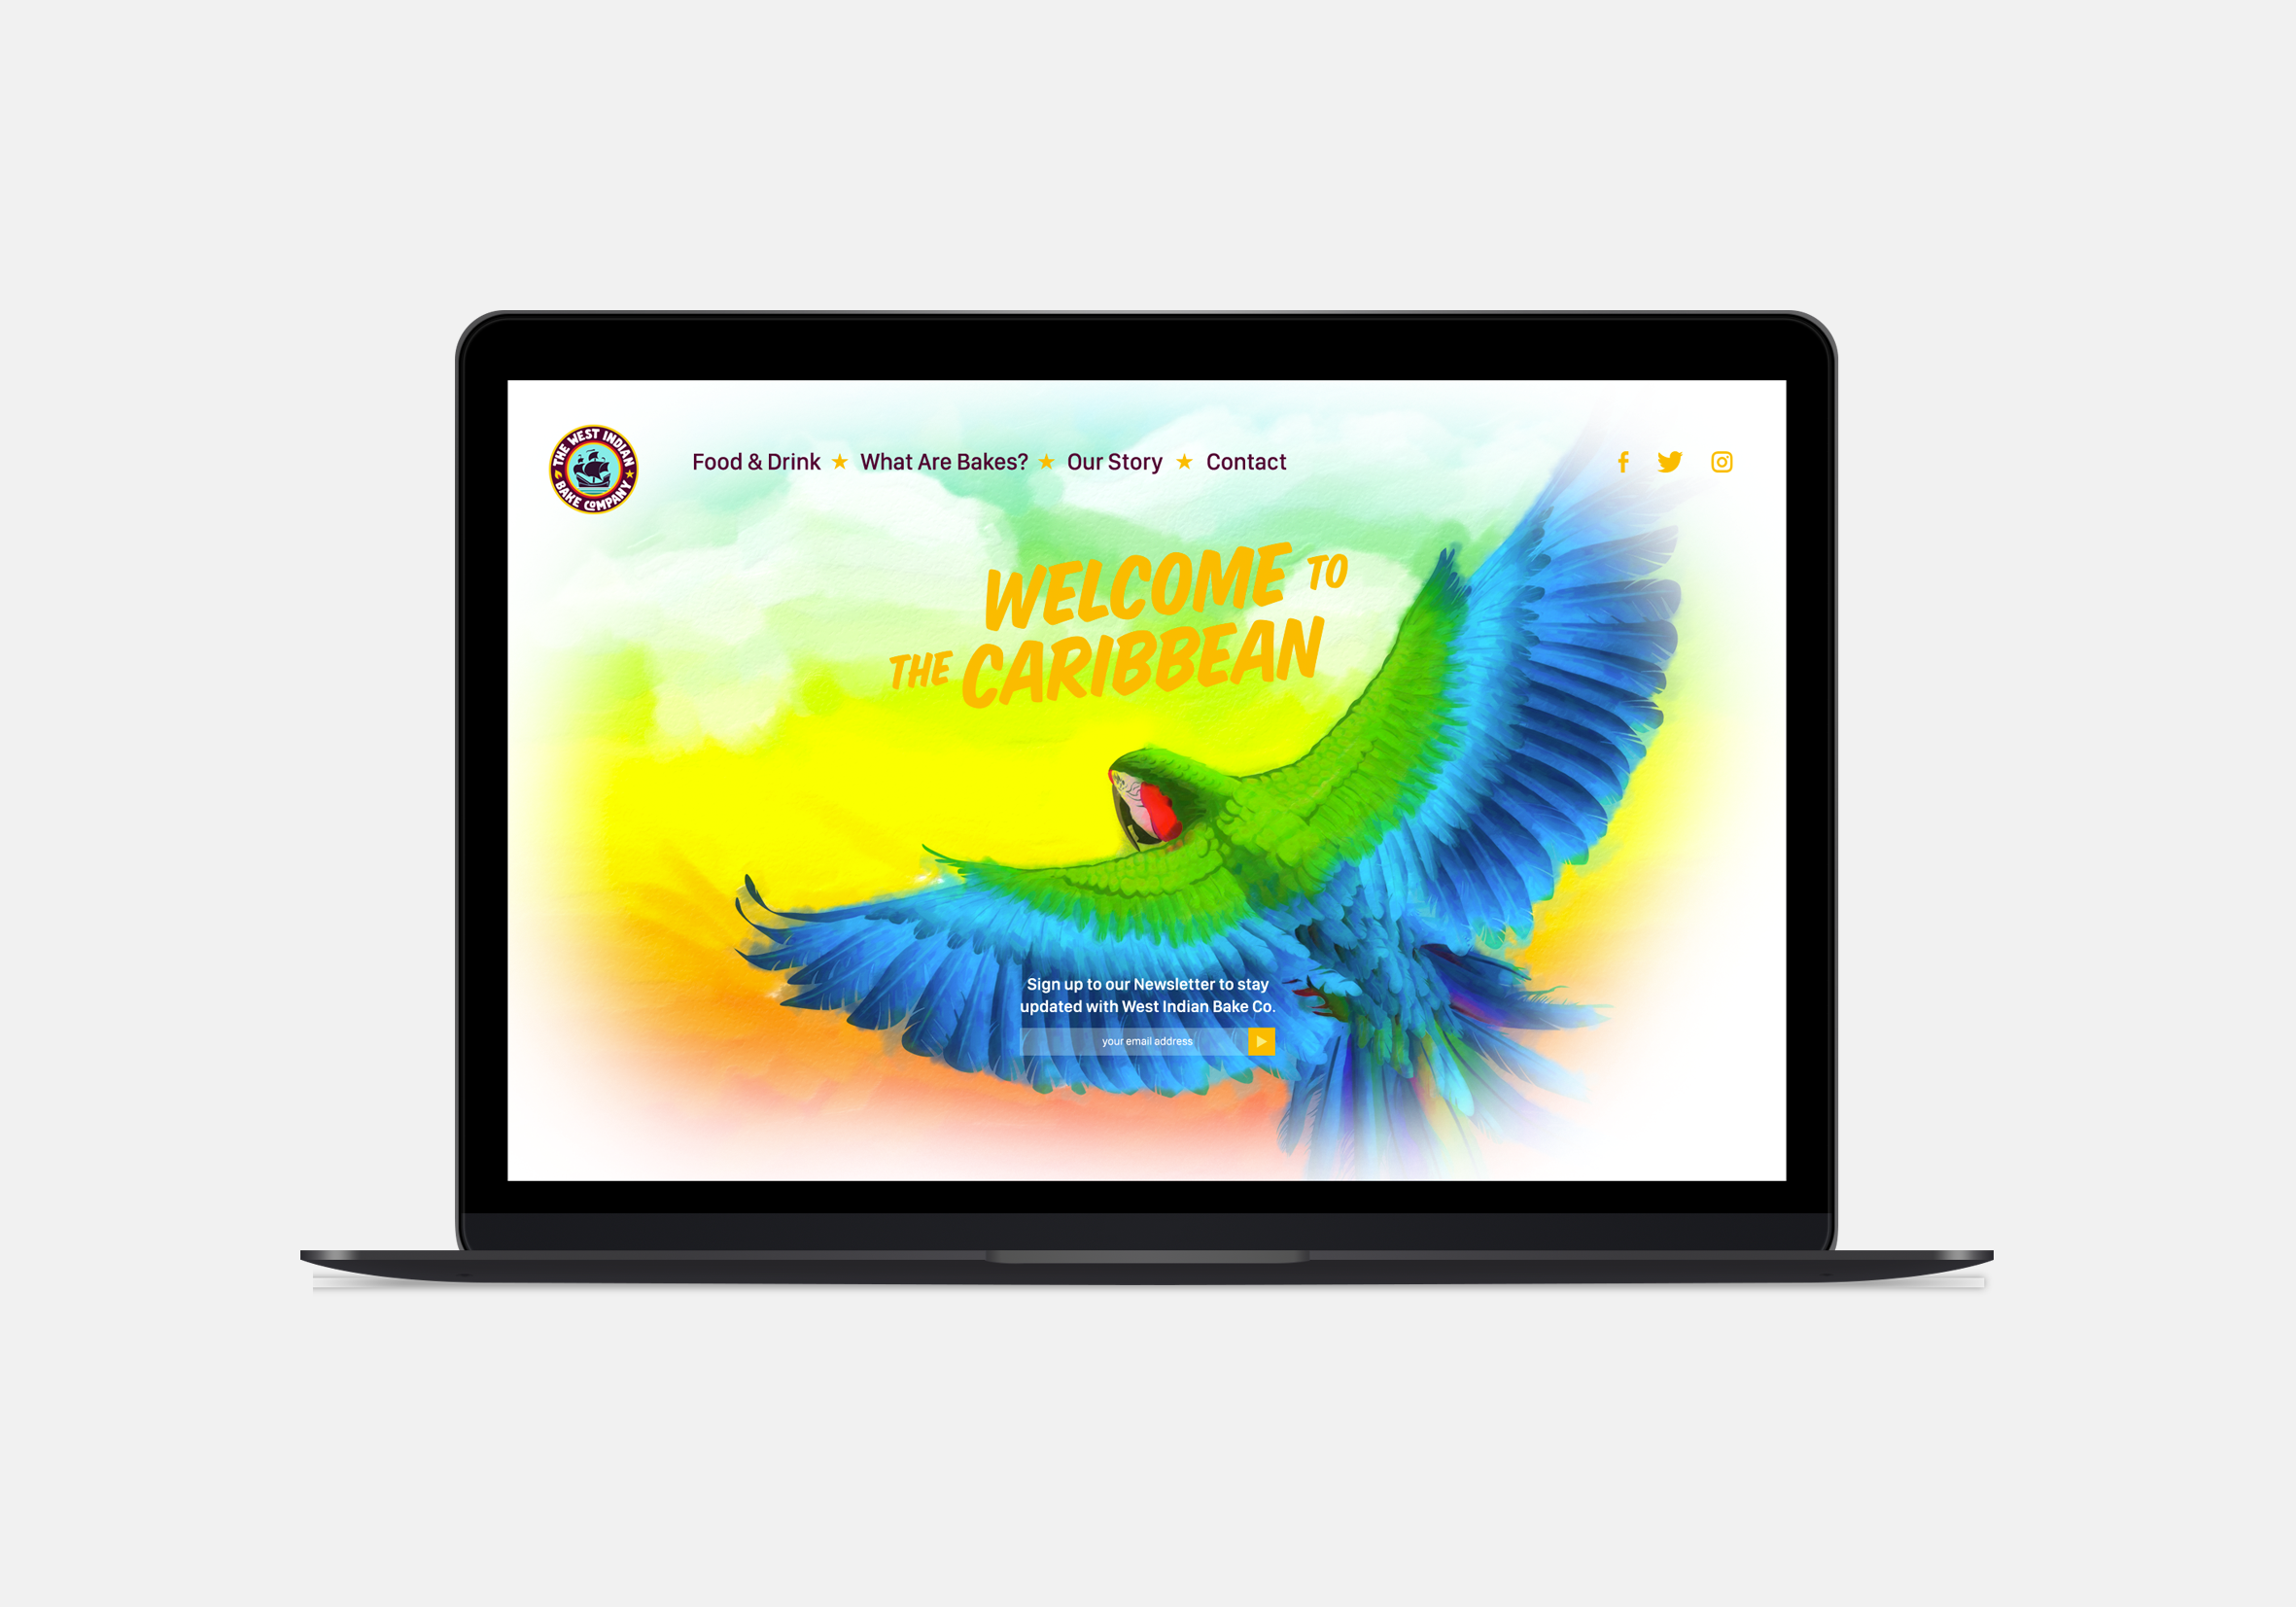 THE WEST INDIAN
BAKE COMPANY
Food & Drink ★ What Are Bakes? ★ Our Story ★ Contact
WELCOME TO
THE CARIBBEAN
Sign up to our Newsletter to stay
updated with West Indian Bake Co.
your email address